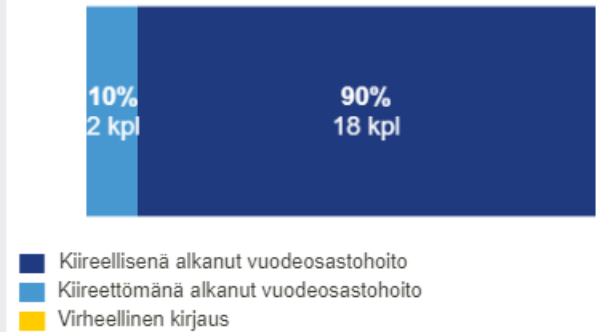 10%
2 kpl
90%
18 kpl
Kiireellisenä alkanut vuodeosastohoito
Kiireettömänä alkanut vuodeosastohoito
Virheellinen kirjaus